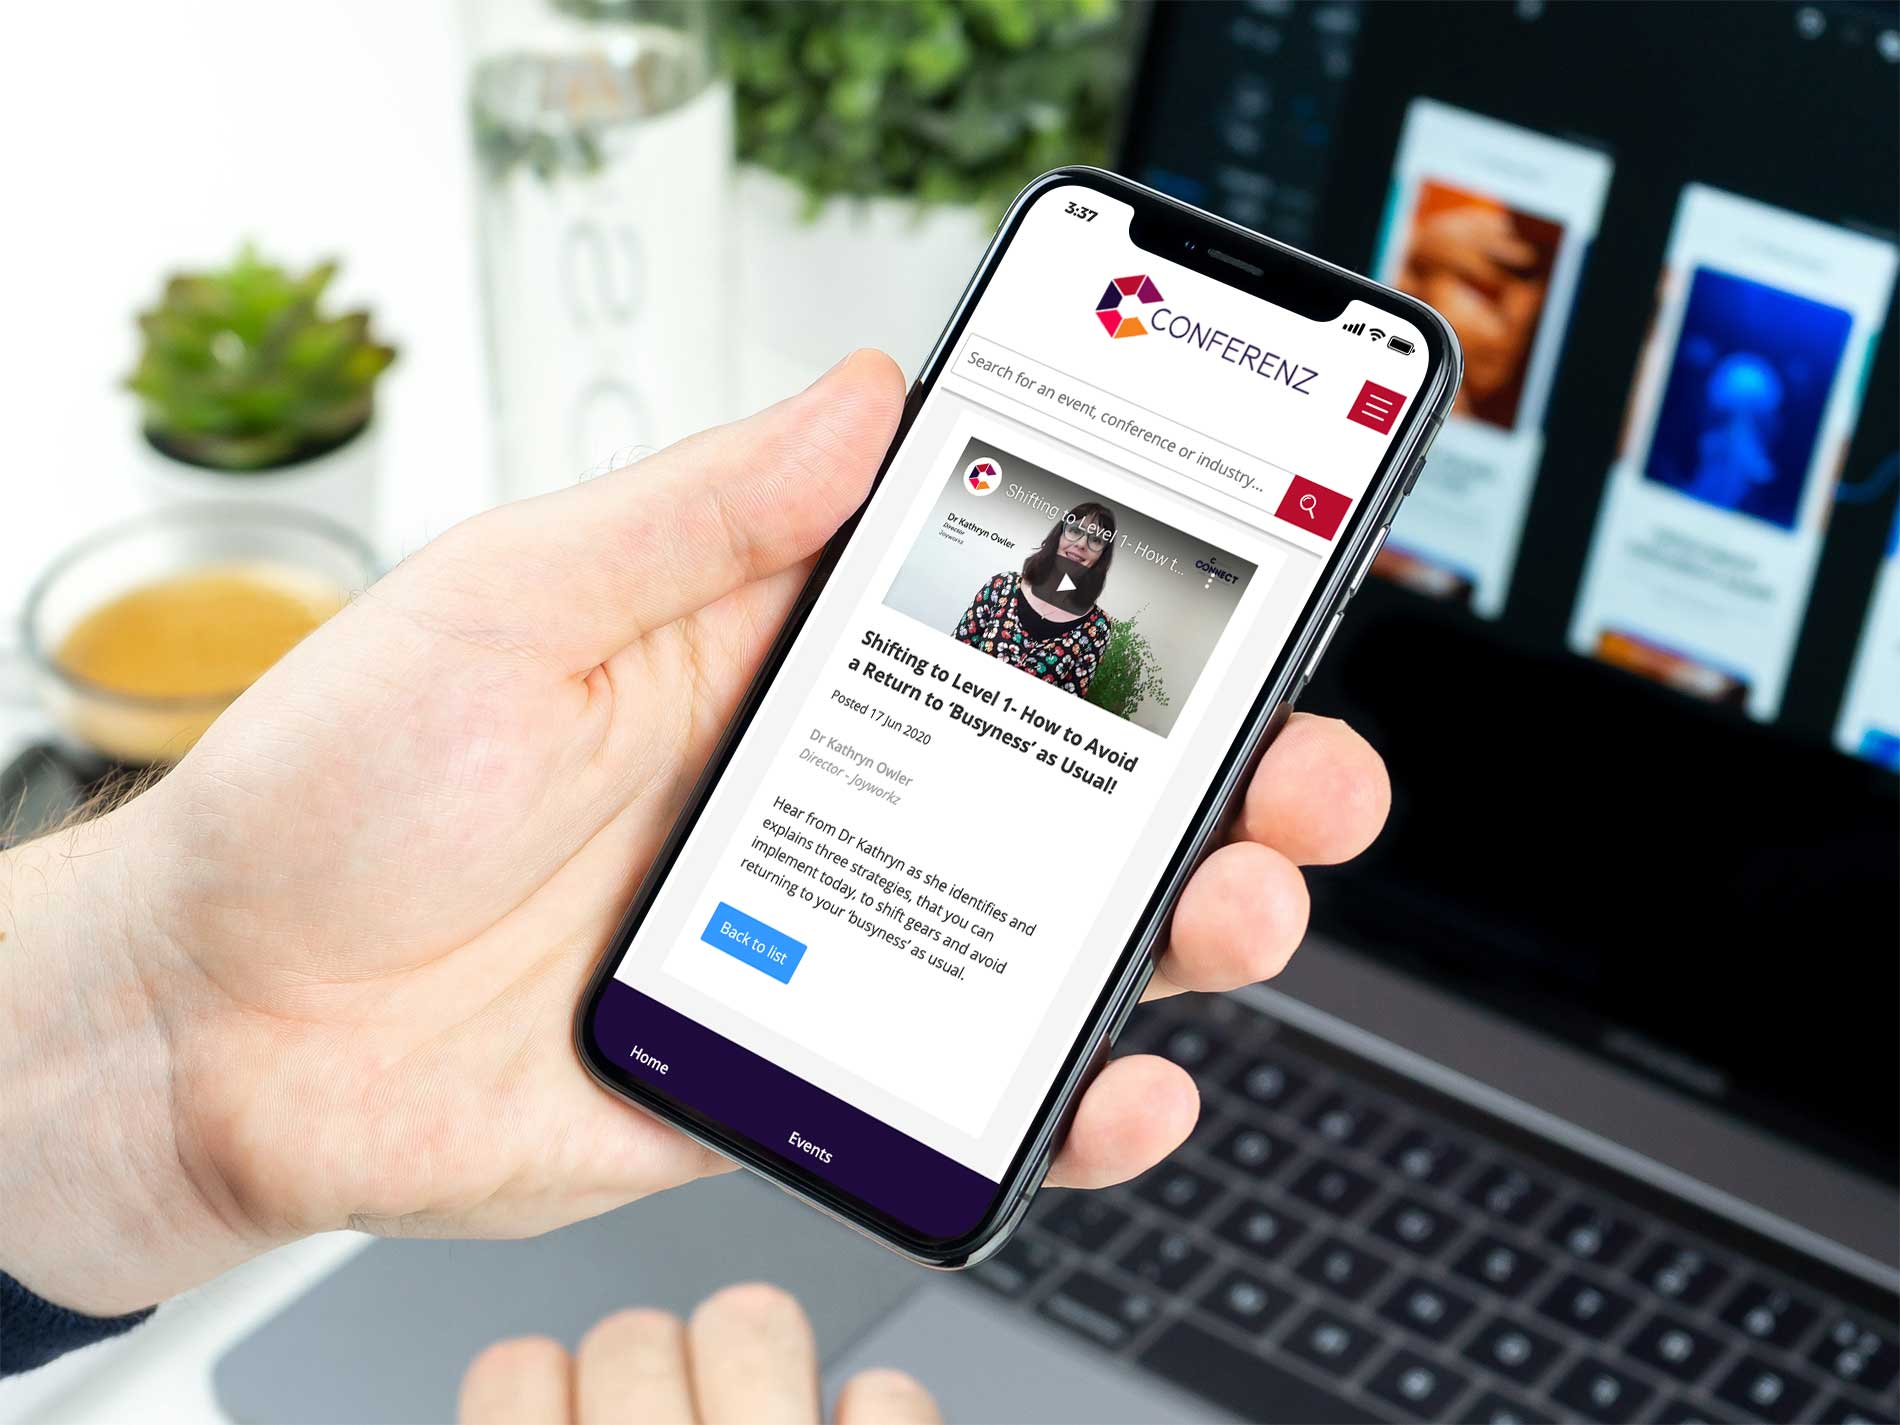 3:37
CONFERENZ
Search for an event, conference or industry...
Shifting to Level 1- How t...
Dr Kathryn Owler
Director
Joyworkz
C
CONNECT
Shifting to Level 1- How to Avoid
a Return to ‘Busyness’ as Usual!
Posted 17 Jun 2020
Dr Kathryn Owler
Director - Joyworkz
Hear from Dr Kathryn as she identifies and
explains three strategies, that you can
implement today, to shift gears and avoid
returning to your ‘busyness’ as usual.
Back to list
Home
Events